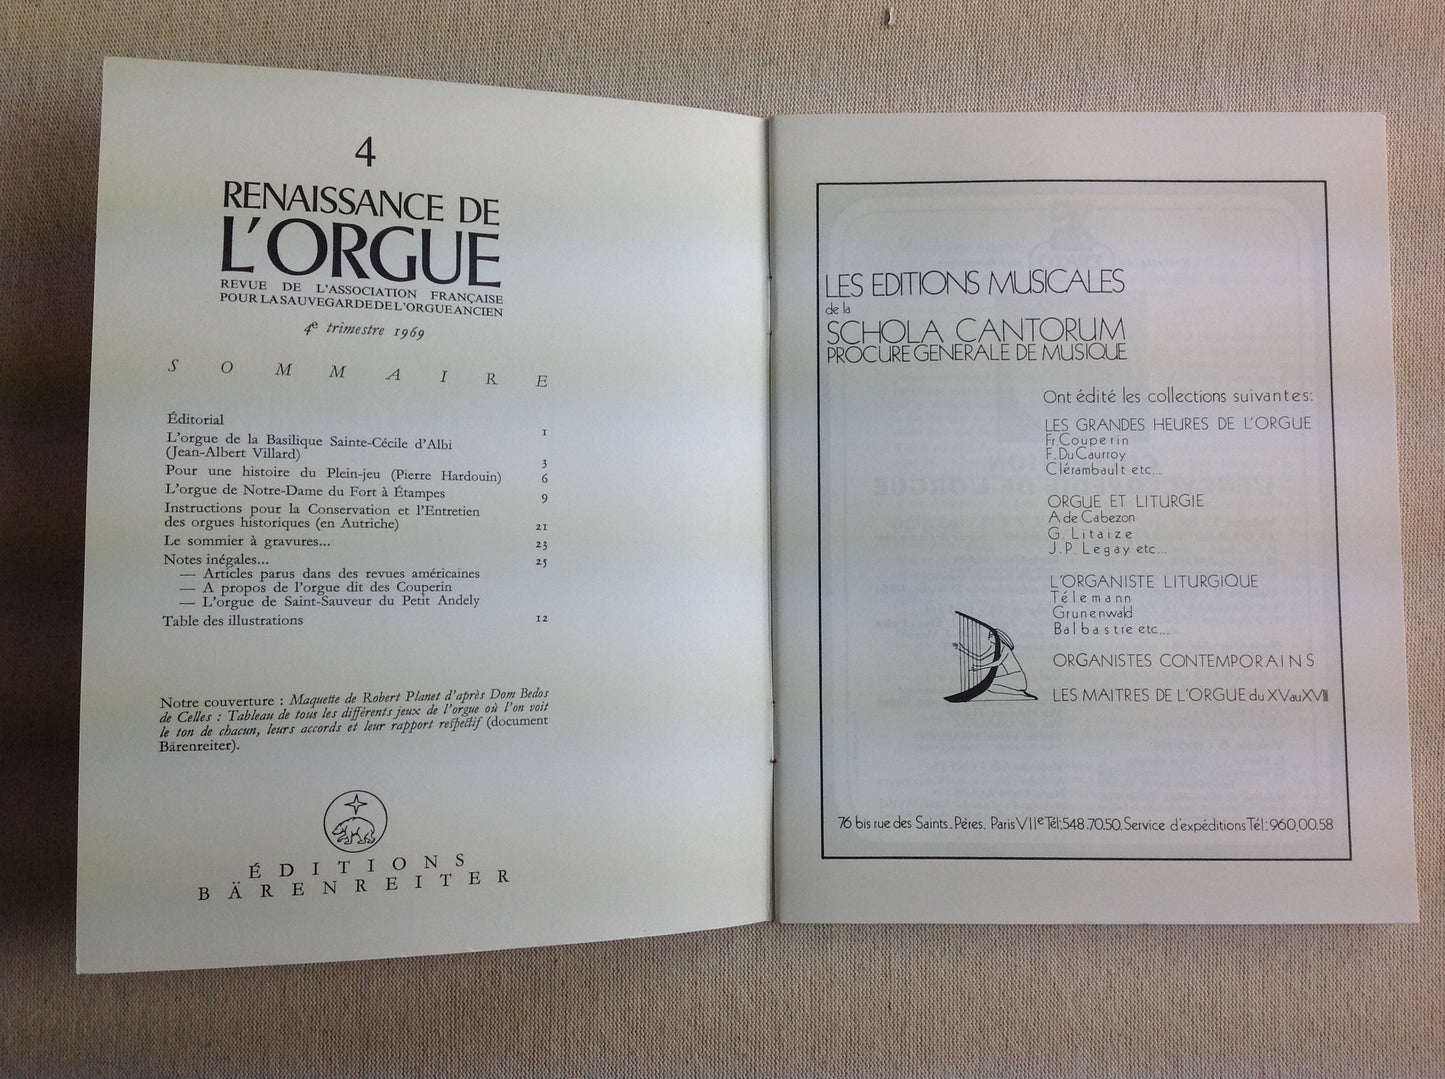 4
RENAISSANCE DE
L'ORGUE
REVUE DE L'ASSOCIATION FRANÇAISE
POUR LA SAUVEGARDE DE L'ORGUE ANCIEN
4e trimestre 1969
SOMMAIRE
Éditorial 1
L'orgue de la Basilique Sainte-Cécile d'Albi
(Jean-Albert Villard) 3
Pour une histoire du Plein-jeu (Pierre Hardouin) 6
L'orgue de Notre-Dame du Fort à Étampes 9
Instructions pour la Conservation et l'Entretien
des orgues historiques (en Autriche) 21
Le sommier à gravures... 23
Notes inégales... 25
— Articles parus dans des revues américaines
— A propos de l'orgue dit des Couperin
— L'orgue de Saint-Sauveur du Petit Andely
Table des illustrations 12
Notre couverture : Maquette de Robert Planet d'après Dom Bedos
de Celles : Tableau de tous les différents jeux de l'orgue où l'on voit
le ton de chacun, leurs accords et leur rapport respectif (document
Bärenreiter).
ÉDITIONS
BÄRENREITER
LES EDITIONS MUSICALES
de la
SCHOLA CANTORUM
PROCURE GENERALE DE MUSIQUE
Ont édité les collections suivantes:
LES GRANDES HEURES DE L'ORGUE
Fr. Couperin
F. Du Caurroy
Clérambault etc...
ORGUE ET LITURGIE
A de Cabezon
G. Litaize
J.P. Legay etc...
L'ORGANISTE LITURGIQUE
Télemann
Grunenwald
Balbastre etc...
ORGANISTES CONTEMPORAINS
LES MAITRES DE L'ORGUE du XV au XVIII
76 bis rue des Saints-Pères. Paris VIIe Tél:548.70.50. Service d'expéditions Tél:960.00.58